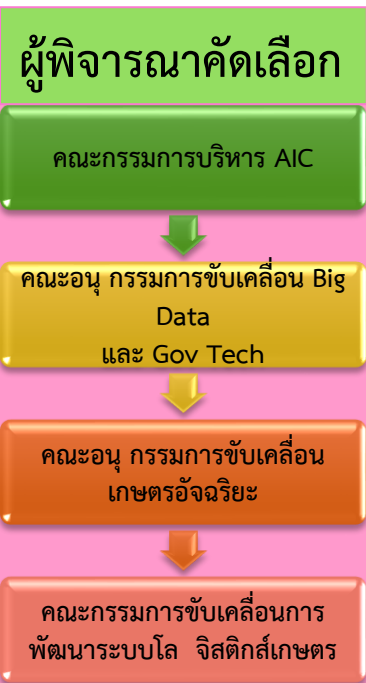 ผู้พิจารณาคัดเลือก
คณะกรรมการบริหาร AIC
คณะอนุ กรรมการขับเคลื่อน Big
Data
และ Gov Tech
คณะอนุ กรรมการขับเคลื่อน
เกษตรอัจฉริยะ
คณะกรรมการขับเคลื่อนการ
พัฒนาระบบโล จิสติกส์เกษตร